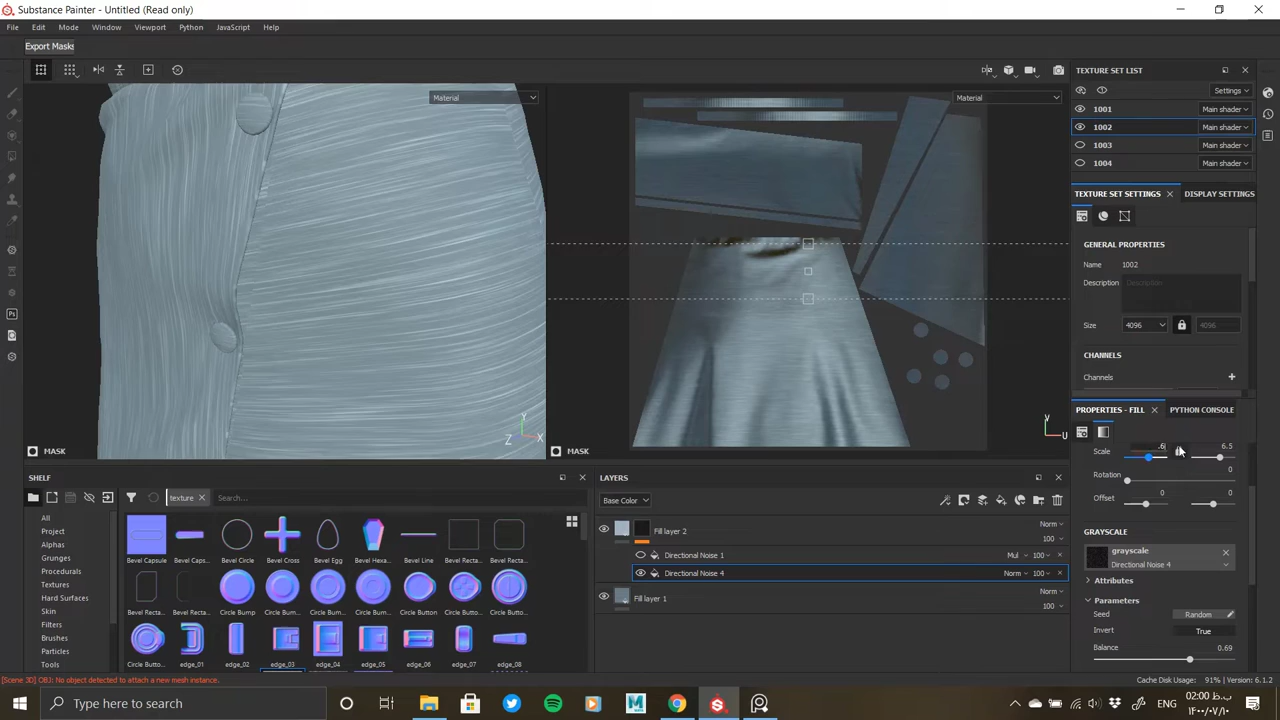 Substance Painter - Untitled (Read only)
File Edit Mode Window Viewport Python JavaScript Help
Export Masks
Material
Material
MASK
MASK
Z X Y
V U
TEXTURE SET LIST
Settings
1001 Main shader
1002 Main shader
1003 Main shader
1004 Main shader
TEXTURE SET SETTINGS DISPLAY SETTINGS
GENERAL PROPERTIES
Name 1002
Description Description
Size 4096 4096
CHANNELS
Channels
PROPERTIES - FILL PYTHON CONSOLE
Scale .6 6.5
Rotation 0
Offset 0 0
GRAYSCALE
grayscale
Directional Noise 4
Attributes
Parameters
Seed Random
Invert True
Balance 0.69
SHELF
texture Search...
All
Project
Alphas
Grunges
Procedurals
Textures
Hard Surfaces
Skin
Filters
Brushes
Particles
Tools
Bevel Capsule Bevel Caps... Bevel Circle Bevel Cross Bevel Egg Bevel Hexa... Bevel Line Bevel Recta... Bevel Recta...
Bevel Recta... Bevel Recta... Circle Bump Circle Bum... Circle Bum... Circle Bum... Circle Button Circle Butto... Circle Butto...
Circle Butto... edge_01 edge_02 edge_03 edge_04 edge_05 edge_06 edge_07 edge_08
LAYERS
Base Color
Fill layer 2 Norm 100
Directional Noise 1 Mul 100
Directional Noise 4 Norm 100
Fill layer 1 Norm 100
[Scene 3D] OBJ: No object detected to attach a new mesh instance.
Cache Disk Usage: 91% | Version: 6.1.2
Type here to search
ENG
02:00 ب.ظ
۱۴۰۰/۰۷/۱۰